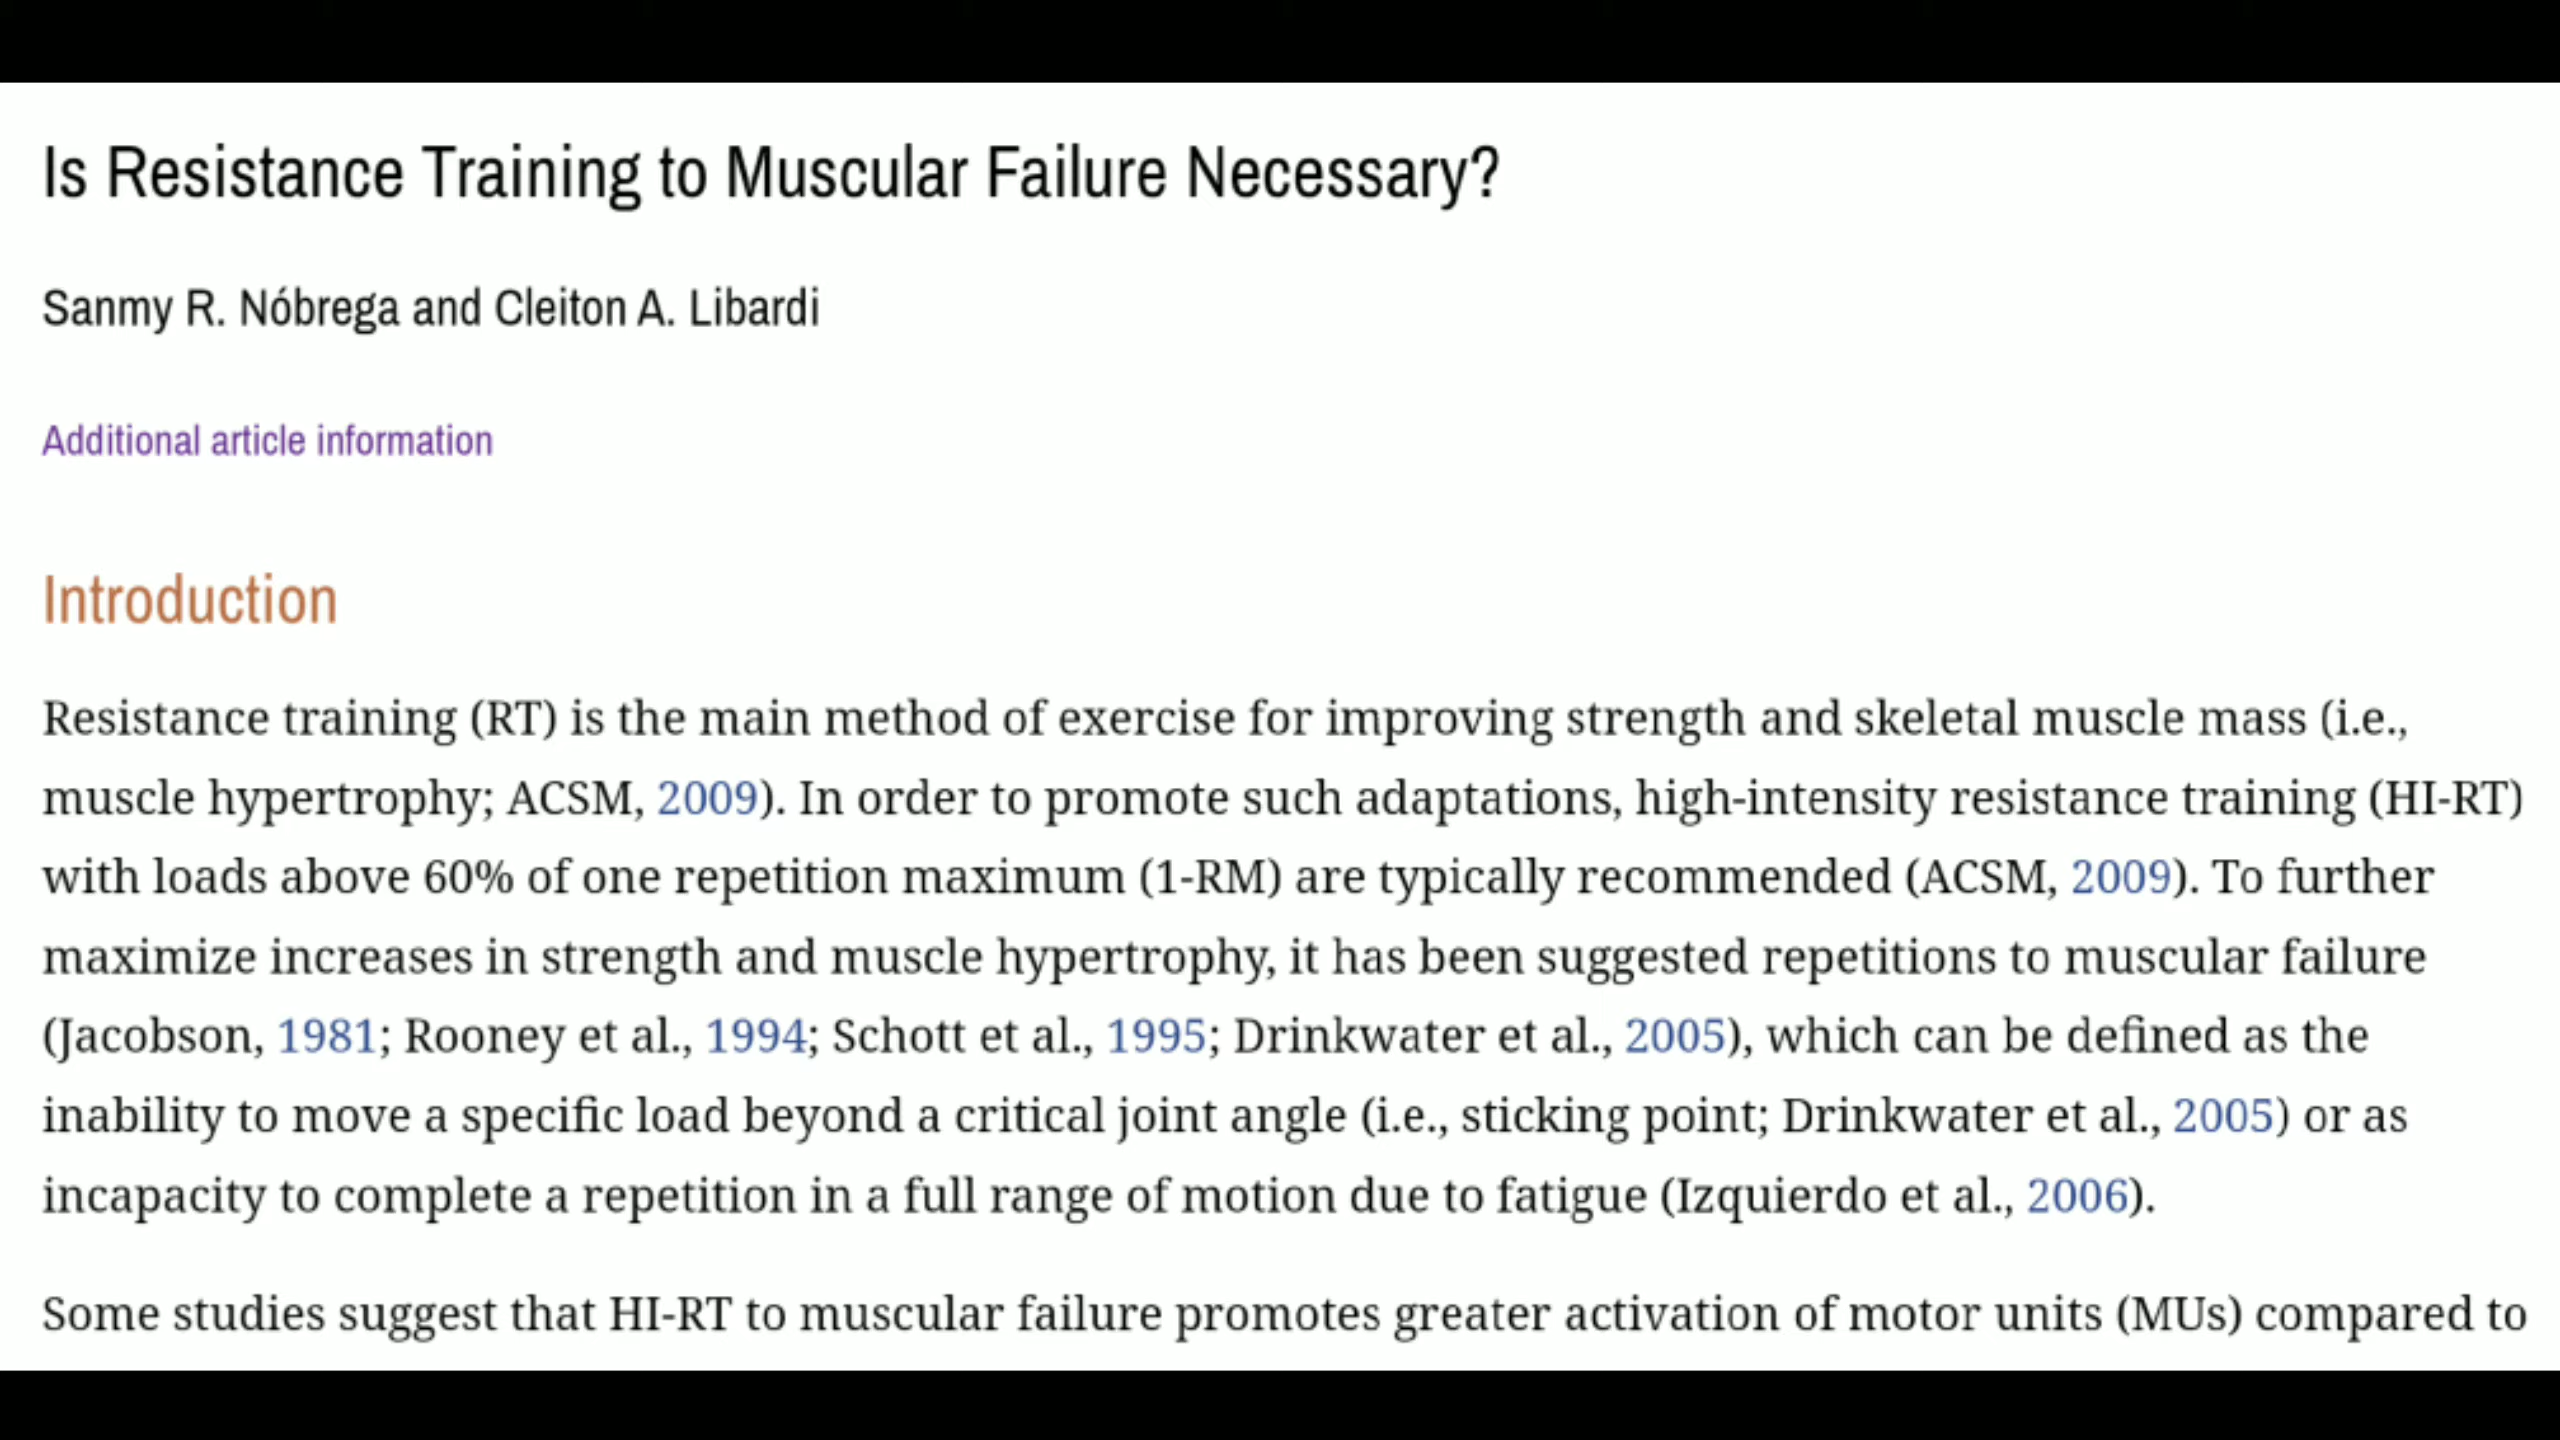 Is Resistance Training to Muscular Failure Necessary?
Sanmy R. Nóbrega and Cleiton A. Libardi
Additional article information
Introduction
Resistance training (RT) is the main method of exercise for improving strength and skeletal muscle mass (i.e.,
muscle hypertrophy; ACSM, 2009). In order to promote such adaptations, high-intensity resistance training (HI-RT)
with loads above 60% of one repetition maximum (1-RM) are typically recommended (ACSM, 2009). To further
maximize increases in strength and muscle hypertrophy, it has been suggested repetitions to muscular failure
(Jacobson, 1981; Rooney et al., 1994; Schott et al., 1995; Drinkwater et al., 2005), which can be defined as the
inability to move a specific load beyond a critical joint angle (i.e., sticking point; Drinkwater et al., 2005) or as
incapacity to complete a repetition in a full range of motion due to fatigue (Izquierdo et al., 2006).
Some studies suggest that HI-RT to muscular failure promotes greater activation of motor units (MUs) compared to